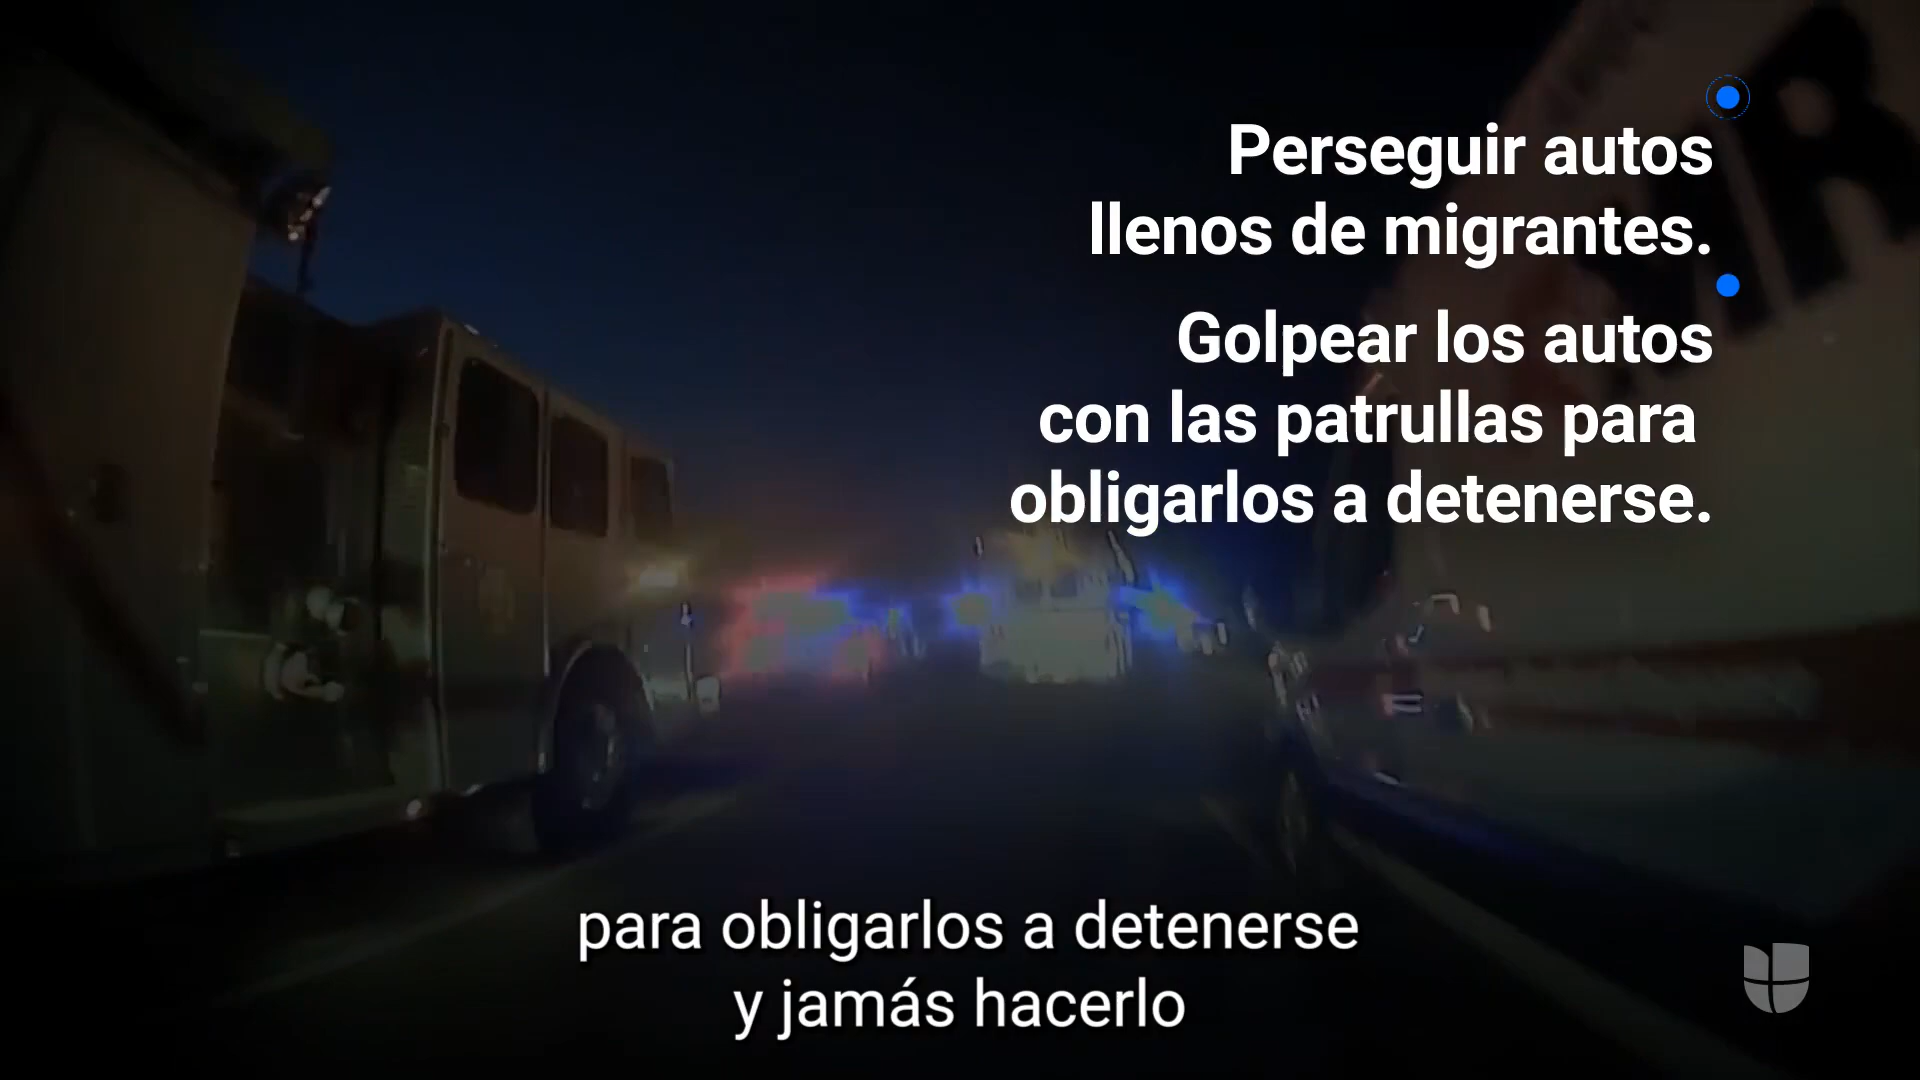 Perseguir autos
llenos de migrantes.
Golpear los autos
con las patrullas para
obligarlos a detenerse.
para obligarlos a detenerse
y jamás hacerlo